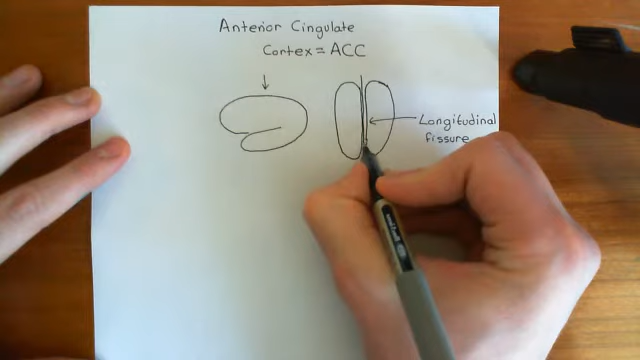 Anterior Cingulate
Cortex = ACC
Longitudinal
fissure